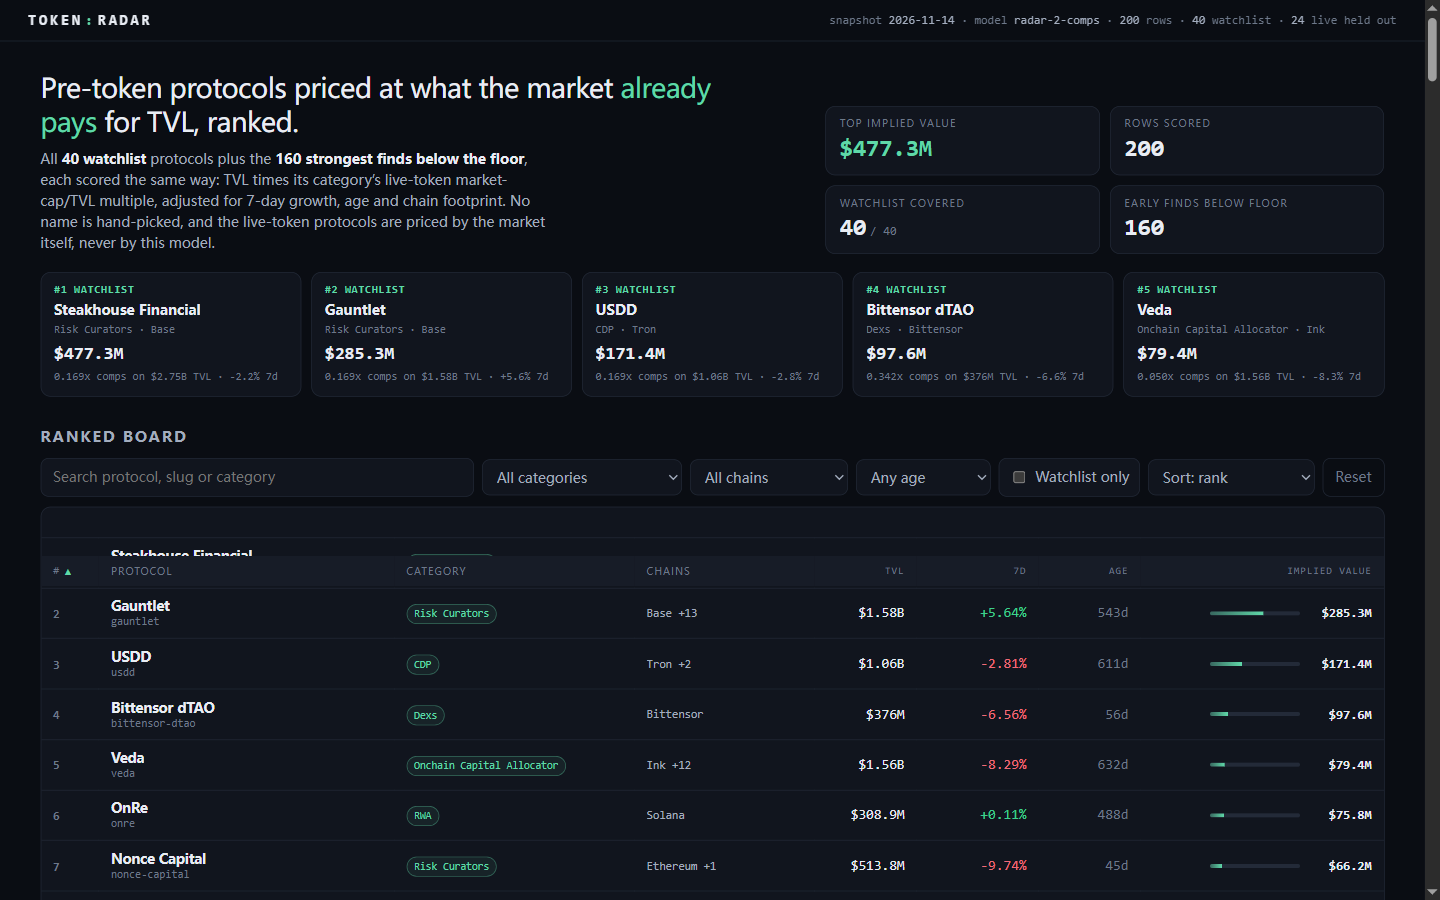 TOKEN:RADAR
snapshot 2026-11-14 · model radar-2-comps · 200 rows · 40 watchlist · 24 live held out
Pre-token protocols priced at what the market already
pays for TVL, ranked.
All 40 watchlist protocols plus the 160 strongest finds below the floor,
each scored the same way: TVL times its category's live-token market-
cap/TVL multiple, adjusted for 7-day growth, age and chain footprint. No
name is hand-picked, and the live-token protocols are priced by the market
itself, never by this model.
TOP IMPLIED VALUE
$477.3M
ROWS SCORED
200
WATCHLIST COVERED
40 / 40
EARLY FINDS BELOW FLOOR
160
#1 WATCHLIST
Steakhouse Financial
Risk Curators · Base
$477.3M
0.169x comps on $2.75B TVL · -2.2% 7d
#2 WATCHLIST
Gauntlet
Risk Curators · Base
$285.3M
0.169x comps on $1.58B TVL · +5.6% 7d
#3 WATCHLIST
USDD
CDP · Tron
$171.4M
0.169x comps on $1.06B TVL · -2.8% 7d
#4 WATCHLIST
Bittensor dTAO
Dexs · Bittensor
$97.6M
0.342x comps on $376M TVL · -6.6% 7d
#5 WATCHLIST
Veda
Onchain Capital Allocator · Ink
$79.4M
0.050x comps on $1.56B TVL · -8.3% 7d
RANKED BOARD
Search protocol, slug or category
All categories
All chains
Any age
Watchlist only
Sort: rank
Reset
Steakhouse Financial
# ▲ PROTOCOL CATEGORY CHAINS TVL 7D AGE IMPLIED VALUE
2 Gauntlet Risk Curators Base +13 $1.58B +5.64% 543d $285.3M
gauntlet
3 USDD CDP Tron +2 $1.06B -2.81% 611d $171.4M
usdd
4 Bittensor dTAO Dexs Bittensor $376M -6.56% 56d $97.6M
bittensor-dtao
5 Veda Onchain Capital Allocator Ink +12 $1.56B -8.29% 632d $79.4M
veda
6 OnRe RWA Solana $308.9M +0.11% 488d $75.8M
onre
7 Nonce Capital Risk Curators Ethereum +1 $513.8M -9.74% 45d $66.2M
nonce-capital